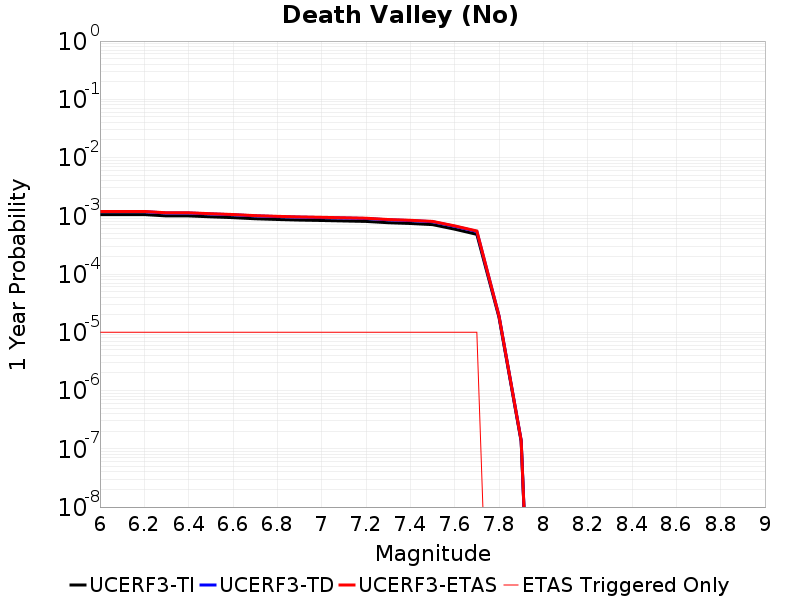 Death Valley (No)
1 Year Probability
10^0
10^-1
10^-2
10^-3
10^-4
10^-5
10^-6
10^-7
10^-8
6 6.2 6.4 6.6 6.8 7 7.2 7.4 7.6 7.8 8 8.2 8.4 8.6 8.8 9
Magnitude
UCERF3-TI UCERF3-TD UCERF3-ETAS ETAS Triggered Only